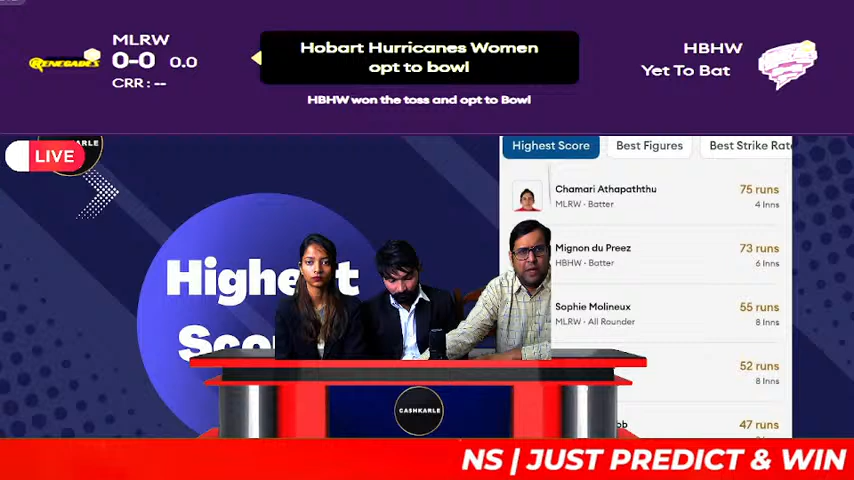 MLRW
0-0 0.0
CRR : --
RENEGADES
Hobart Hurricanes Women
opt to bowl
HBHW won the toss and opt to Bowl
HBHW
Yet To Bat
LIVE
Highest Score
Best Figures
Best Strike Rate
Chamari Athapaththu
75 runs
MLRW • Batter
4 Inns
Mignon du Preez
73 runs
HBHW • Batter
6 Inns
Sophie Molineux
55 runs
MLRW • All Rounder
8 Inns
52 runs
8 Inns
47 runs
CASHKARLE
NS | JUST PREDICT & WIN